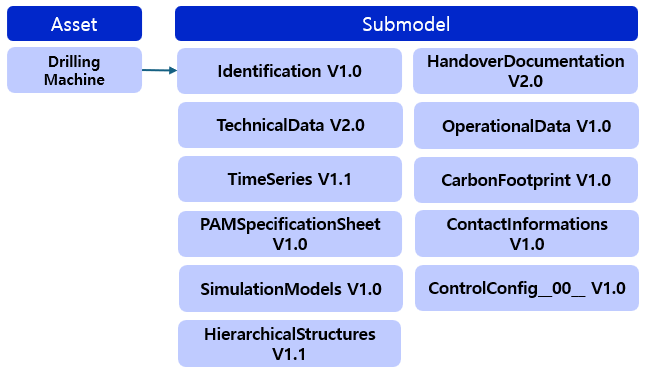 Asset
Submodel
Drilling
Machine
Identification V1.0
HandoverDocumentation
V2.0
TechnicalData V2.0
OperationalData V1.0
TimeSeries V1.1
CarbonFootprint V1.0
PAMSpecificationSheet
V1.0
ContactInformations
V1.0
SimulationModels V1.0
ControlConfig__00__ V1.0
HierarchicalStructures
V1.1